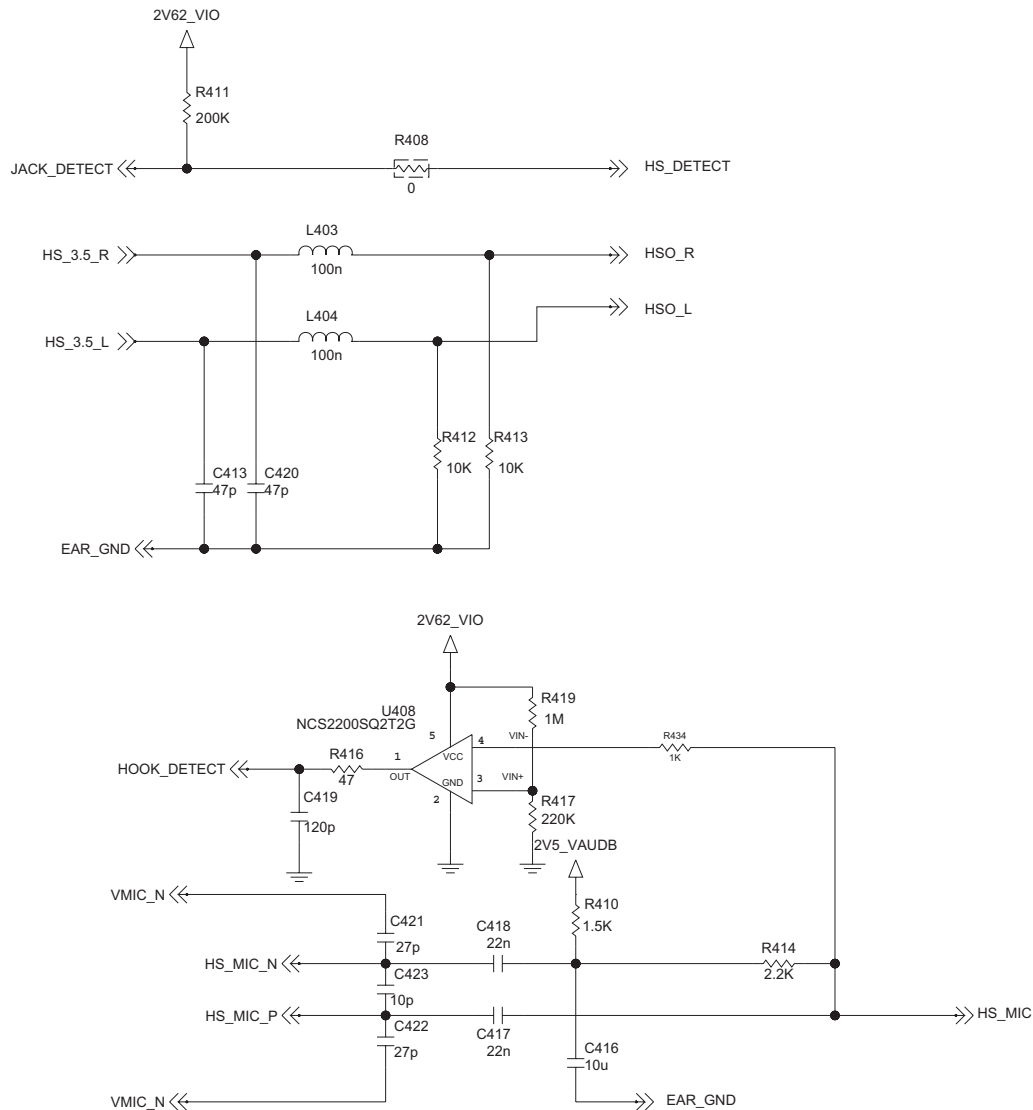 2V62_VIO
R411
200K
R408
JACK_DETECT
HS_DETECT
0
L403
HS_3.5_R
HSO_R
100n
HSO_L
L404
HS_3.5_L
100n
R412
R413
10K
10K
C413
C420
47p
47p
EAR_GND
2V62_VIO
U408
NCS2200SQ2T2G
R419
1M
5
VIN-
4
R434
1K
R416
1
VCC
HOOK_DETECT
47
OUT
GND
3
VIN+
C419
2
R417
120p
220K
2V5_VAUDB
VMIC_N
R410
C421
C418
1.5K
27p
22n
R414
HS_MIC_N
2.2K
C423
10p
HS_MIC_P
HS_MIC
C422
C417
27p
22n
C416
10u
VMIC_N
EAR_GND